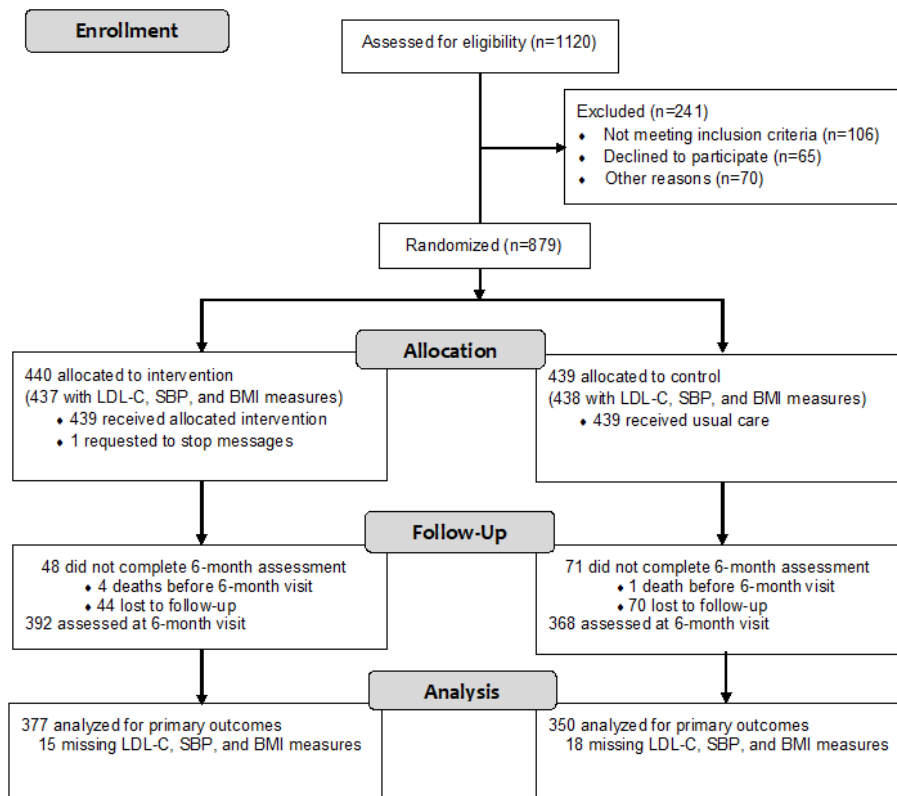 Enrollment
Assessed for eligibility (n=1120)
Excluded (n=241)
♦ Not meeting inclusion criteria (n=106)
♦ Declined to participate (n=65)
♦ Other reasons (n=70)
Randomized (n=879)
Allocation
440 allocated to intervention
(437 with LDL-C, SBP, and BMI measures)
♦ 439 received allocated intervention
♦ 1 requested to stop messages
439 allocated to control
(438 with LDL-C, SBP, and BMI measures)
♦ 439 received usual care
Follow-Up
48 did not complete 6-month assessment
♦ 4 deaths before 6-month visit
♦ 44 lost to follow-up
392 assessed at 6-month visit
71 did not complete 6-month assessment
♦ 1 death before 6-month visit
♦ 70 lost to follow-up
368 assessed at 6-month visit
Analysis
377 analyzed for primary outcomes
15 missing LDL-C, SBP, and BMI measures
350 analyzed for primary outcomes
18 missing LDL-C, SBP, and BMI measures